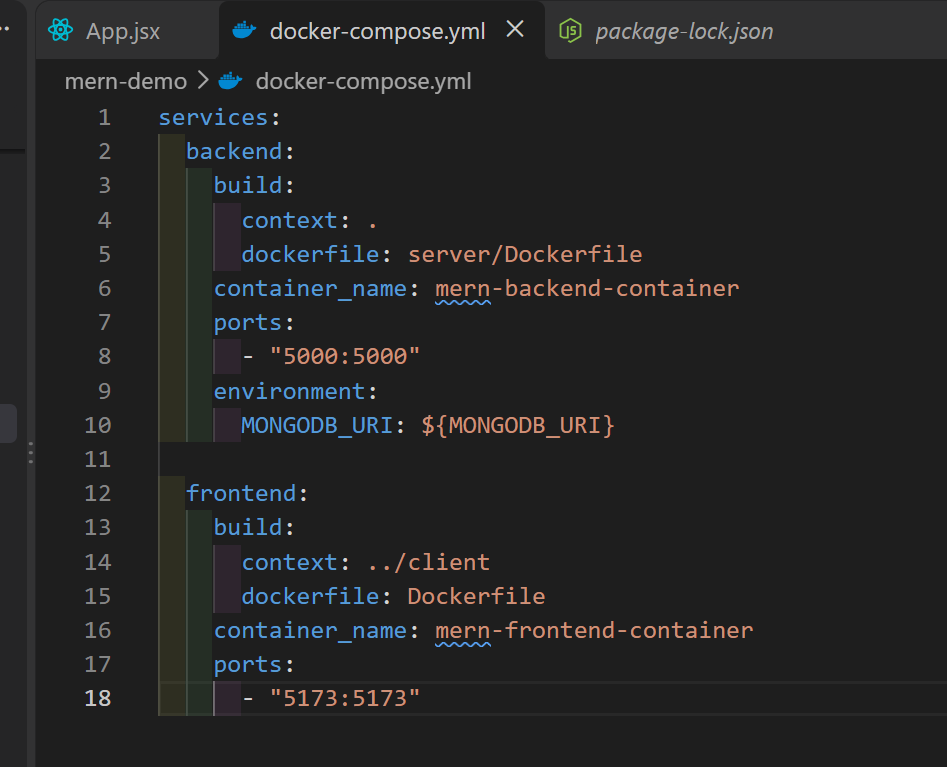 App.jsx docker-compose.yml package-lock.json
mern-demo > docker-compose.yml
1 services:
2   backend:
3     build:
4       context: .
5       dockerfile: server/Dockerfile
6     container_name: mern-backend-container
7     ports:
8       - "5000:5000"
9     environment:
10       MONGODB_URI: ${MONGODB_URI}
11
12   frontend:
13     build:
14       context: ../client
15       dockerfile: Dockerfile
16     container_name: mern-frontend-container
17     ports:
18       - "5173:5173"